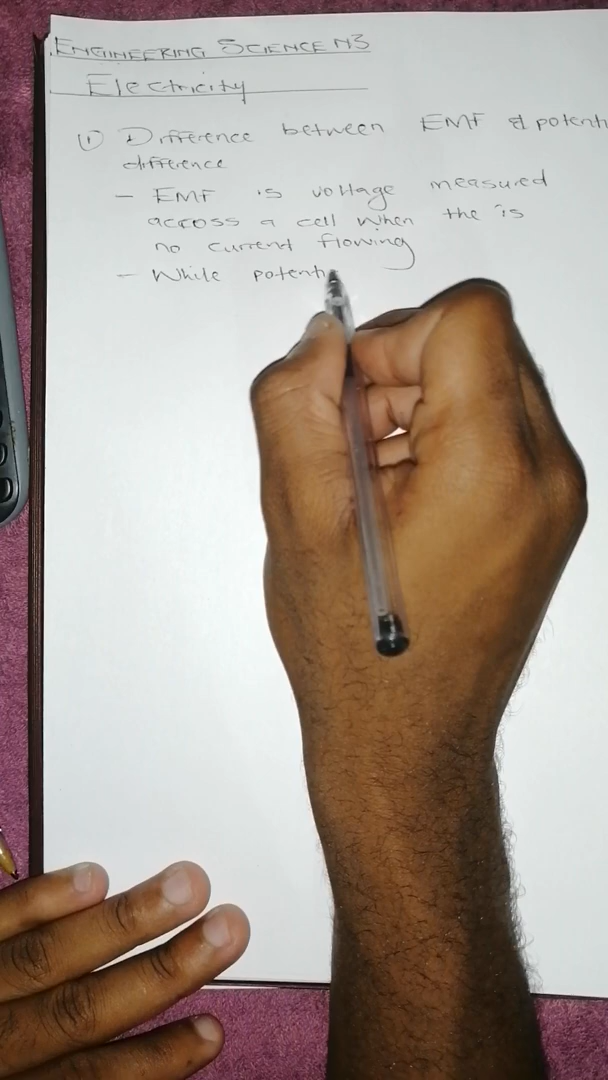 ENGINEERING SCIENCE N3
Electricity
① Difference between EMF & potenti
difference
- EMF is voltage measured
across a cell when the is
no current flowing
- While potenti